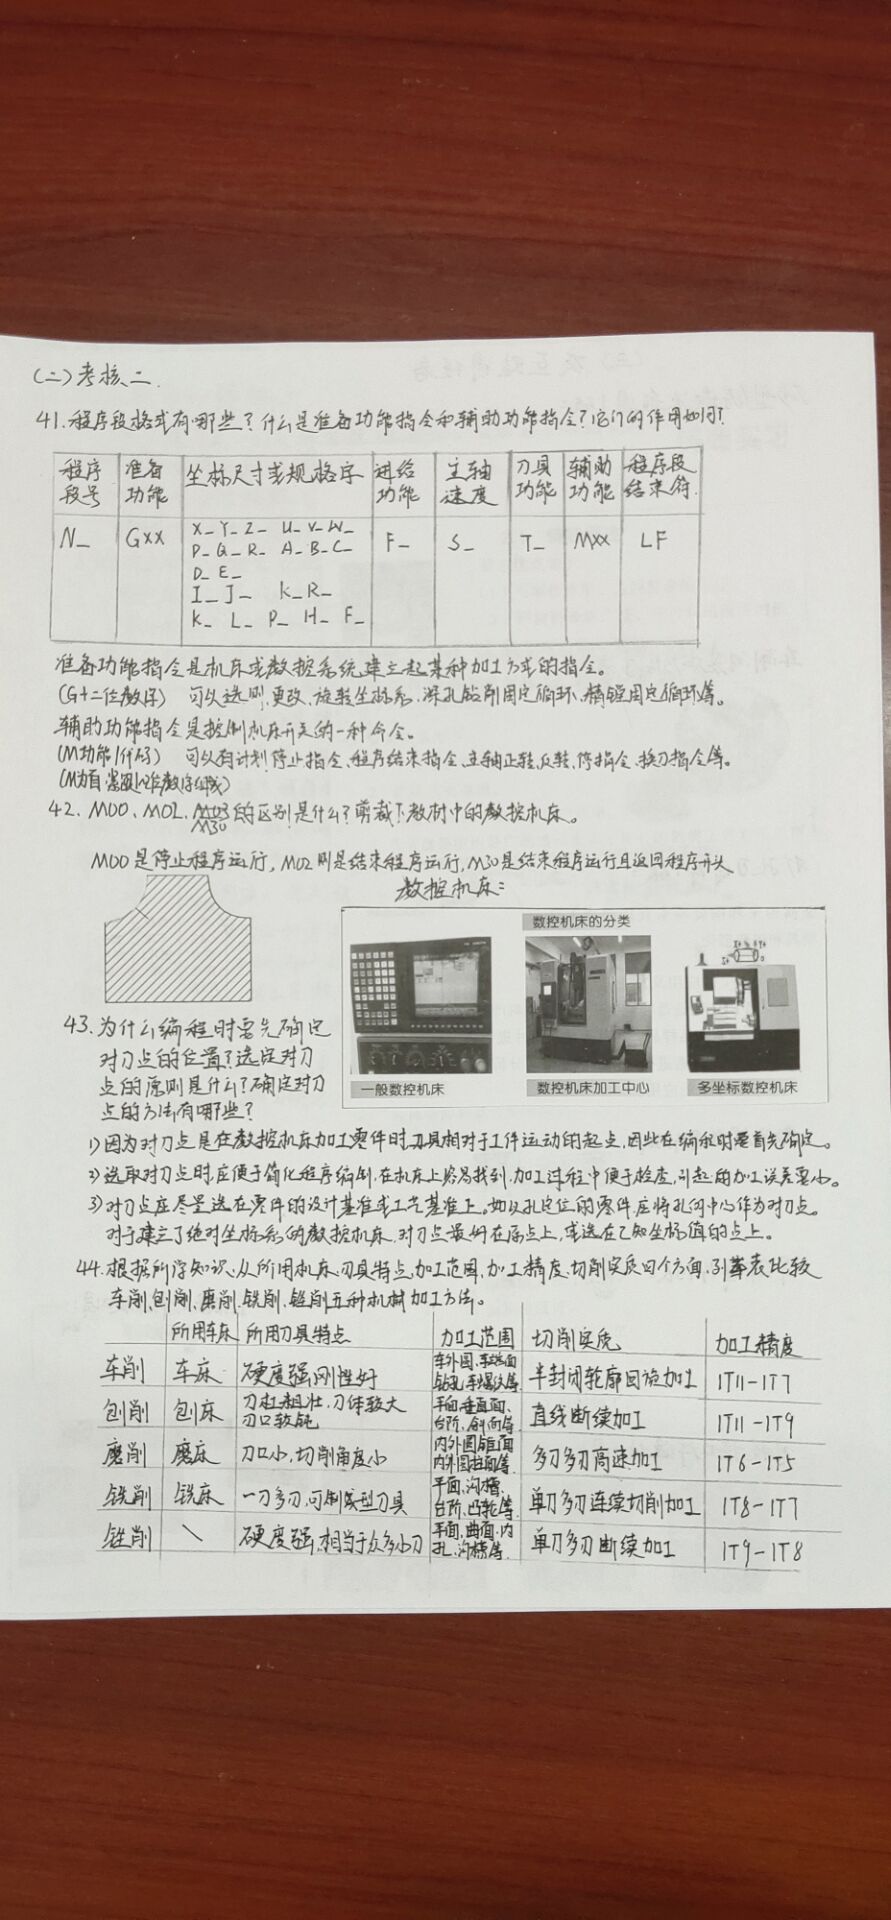 (二)考核二.
41.程序段格式有哪些?什么是准备功能指令和辅助功能指令?它们的作用如何?
程序段号 准备功能 坐标尺寸或规格字 进给功能 主轴速度 刀具功能 辅助功能 程序段结束符.
N_ GXX X_Y_Z_ U_V_W_ F_ S_ T_ MXX LF
P_Q_R_ A_B_C_
D_E_
I_J_ K_R_
K_ L_ P_ H_ F_
准备功能指令是机床或数控系统建立起某种加工方式的指令。
(G+二位数字) 可以选则、更改、旋转坐标系、深孔钻削固定循环、精镗固定循环等。
辅助功能指令是控制机床开关的一种命令。
(M功能/代码) 可以有计划停止指令、程序结束指令、主轴正转、反转、停指令、换刀指令等。
42. M00、M02、M30的区别是什么?剪裁下教材中的数控机床。
M00是停止程序运行,M02则是结束程序运行,M30是结束程序运行且返回程序开头
数控机床:
数控机床的分类
一般数控机床 数控机床加工中心 多坐标数控机床
43.为什么编程时要先确定
对刀点的位置?选定对刀
点的原则是什么?确定对刀
点的方法有哪些?
1)因为对刀点是在数控机床加工零件时,刀具相对于工件运动的起点,因此在编程时要首先确定。
2)选取对刀点时应便于简化程序编制,在机床上容易找到,加工过程中便于检查,引起的加工误差要小。
3)对刀点应尽量选在零件的设计基准或工艺基准上。如以孔定位的零件,应将孔的中心作为对刀点。
对于建立了绝对坐标系的数控机床,对刀点最好在原点上,或选在已知坐标值的点上。
44.根据所学知识,从所用机床、刀具特点、加工范围、加工精度、切削实质四个方面,列表比较
车削、刨削、磨削、铣削、锉削五种机械加工方法。
所用车床 所用刀具特点 加工范围 切削实质 加工精度
车削 车床 硬度强,刚性好 车外圆、车端面钻孔、车螺纹等. 半封闭轮廓回旋加工 IT11-IT7
刨削 刨床 刀杠粗壮、刀体较大刀口较钝 平面、垂直面、台阶、斜面等. 直线断续加工 IT11-IT9
磨削 磨床 刀口小,切削角度小 内外圆锥面内外圆柱面等. 多刀多刃高速加工 IT6-IT5
铣削 铣床 一刀多刃,可制成型刀具 平面、沟槽、台阶、凸轮等. 单刀多刃连续切削加工 IT8-IT7
锉削 \ 硬度强,相当于众多小刀 平面、曲面、内孔、沟槽等. 单刀多刃断续加工 IT9-IT8